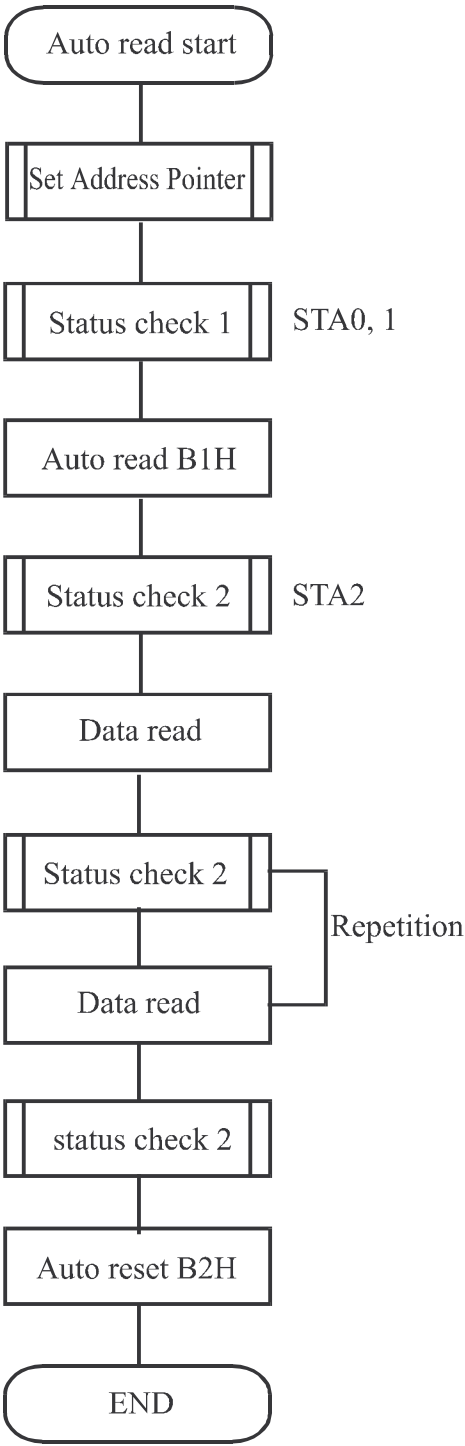 Auto read start
Set Address Pointer
Status check 1
STA0, 1
Auto read B1H
Status check 2
STA2
Data read
Status check 2
Repetition
Data read
status check 2
Auto reset B2H
END